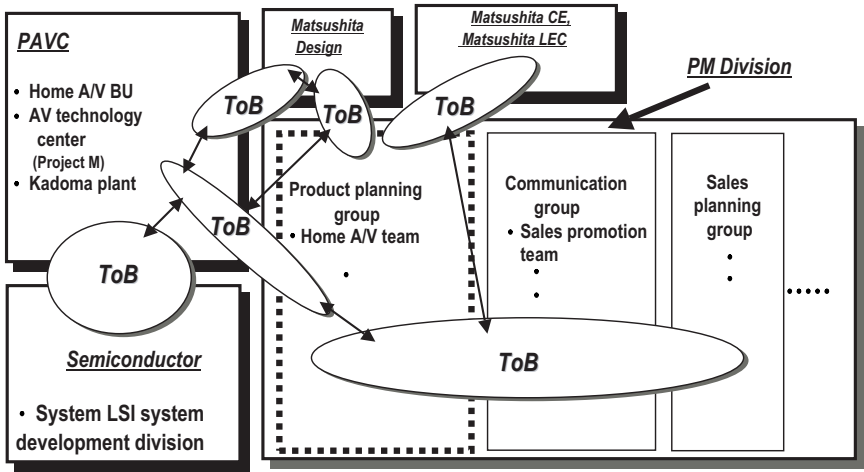 PAVC
• Home A/V BU
• AV technology
center
(Project M)
• Kadoma plant
Matsushita
Design
Matsushita CE,
Matsushita LEC
PM Division
ToB
ToB
ToB
ToB
ToB
Product planning
group
• Home A/V team
•
Communication
group
• Sales promotion
team
•
•
Sales
planning
group
•
•
•••••
ToB
Semiconductor
• System LSI system
development division